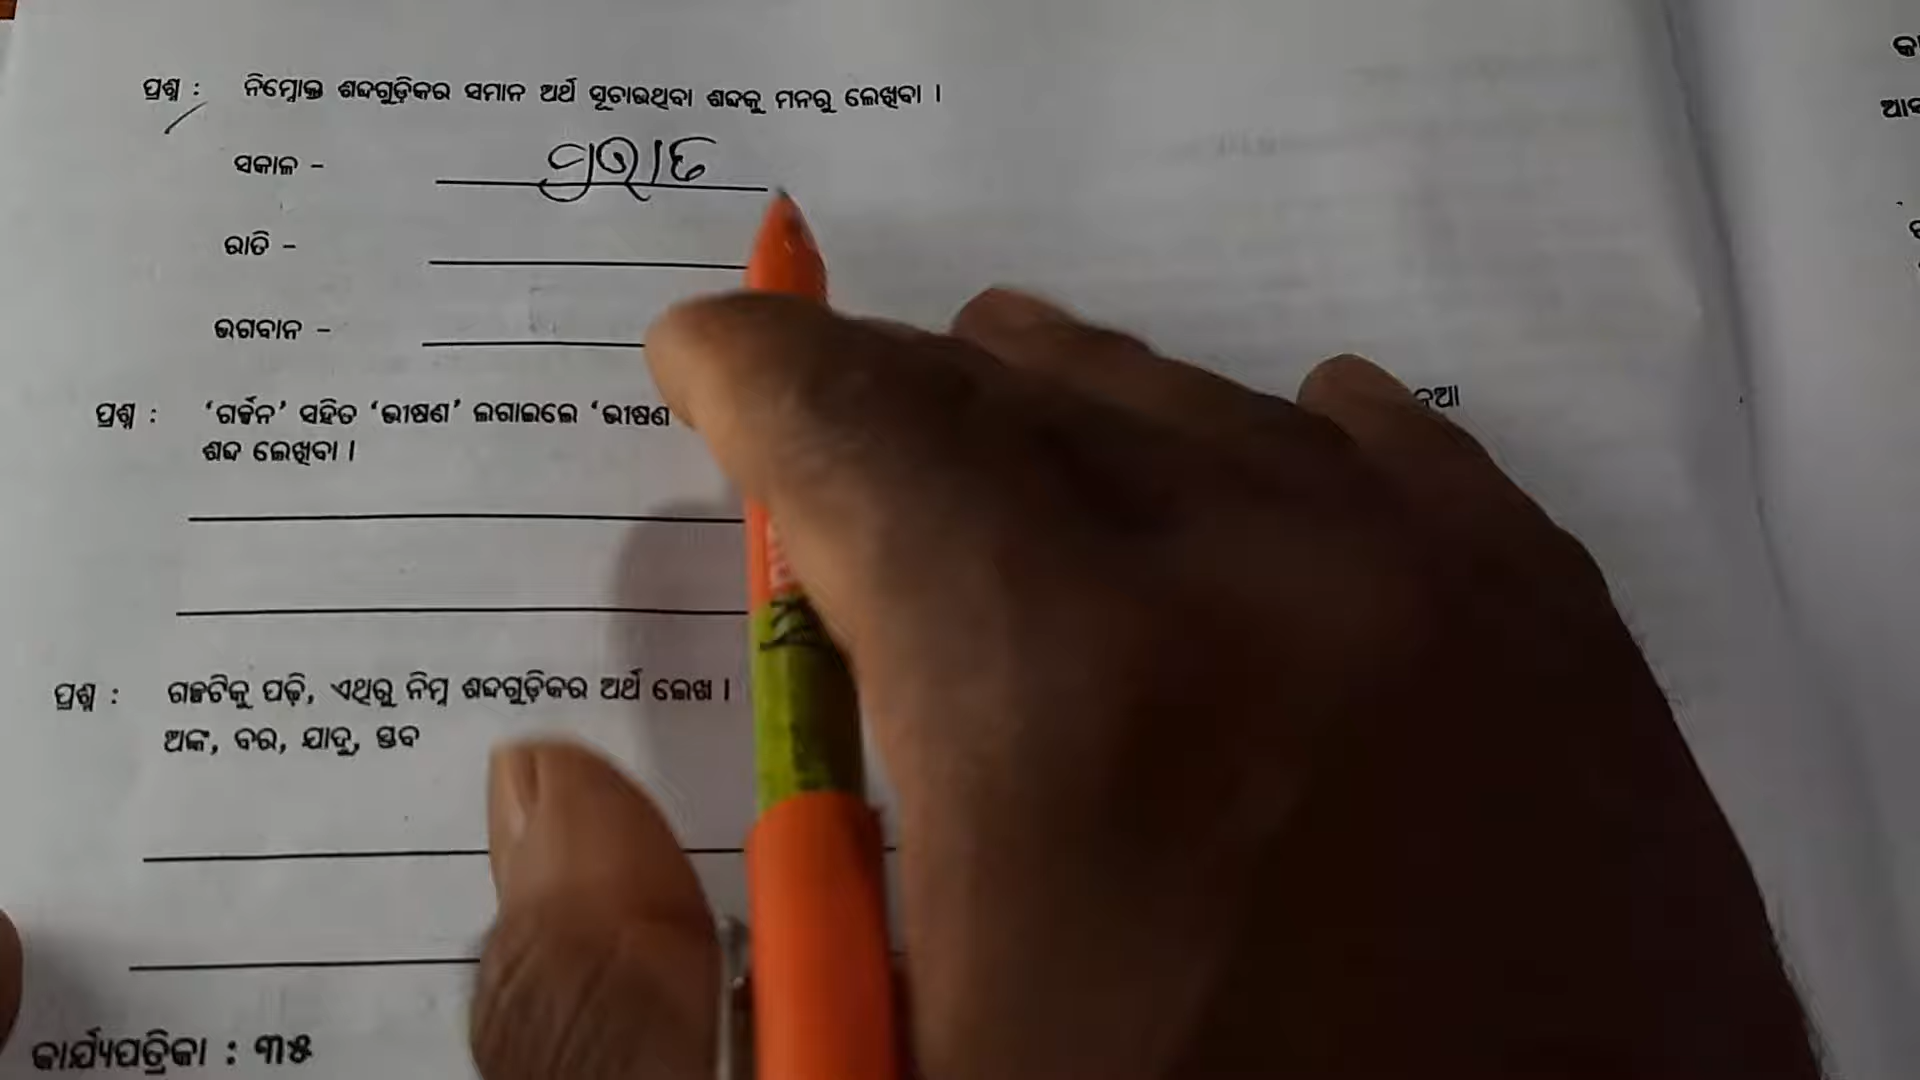 ପ୍ରଶ୍ନ : ନିମ୍ନୋକ୍ତ ଶବ୍ଦଗୁଡ଼ିକର ସମାନ ଅର୍ଥ ସୂଚାଉଥିବା ଶବ୍ଦକୁ ମନରୁ ଲେଖିବା ।
ସକାଳ – ପ୍ରଭାତ
ରାତି –
ଭଗବାନ –
ପ୍ରଶ୍ନ : ‘ଗର୍ଜ୍ଜନ’ ସହିତ ‘ଭୀଷଣ’ ଲଗାଇଲେ ‘ଭୀଷଣ
ଶବ୍ଦ ଲେଖିବା ।
ପ୍ରଶ୍ନ : ଗଳ୍ପଟିକୁ ପଢ଼ି, ଏଥିରୁ ନିମ୍ନ ଶବ୍ଦଗୁଡ଼ିକର ଅର୍ଥ ଲେଖ ।
ଅଙ୍କ, ବର, ଯାଦୁ, ସ୍ତବ
କାର୍ଯ୍ୟପତ୍ରିକା : ୩୫